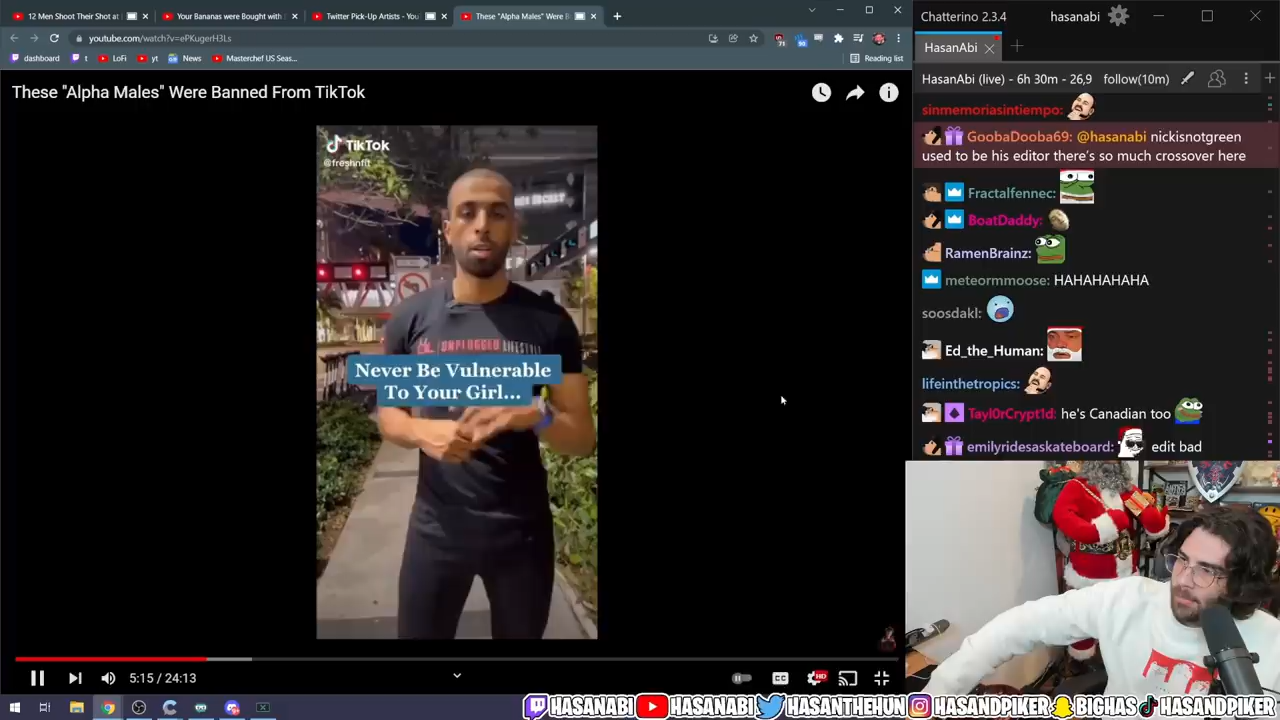 12 Men Shoot Their Shot at
Your Bananas were Bought with
Twitter Pick-Up Artists - You
These "Alpha Males" Were B
youtube.com/watch?v=ePKugerH3Ls
dashboard
t
LoFi
yt
News
Masterchef US Seas...
Reading list
These "Alpha Males" Were Banned From TikTok
TikTok
@freshnfit
UNPLUGGED LIFESTYLE
Never Be Vulnerable
To Your Girl...
5:15 / 24:13
CC
HD
Chatterino 2.3.4
hasanabi
HasanAbi
HasanAbi (live) - 6h 30m - 26,9
follow(10m)
sinmemoriasintiempo:
GoobaDooba69: @hasanabi nickisnotgreen
used to be his editor there's so much crossover here
Fractalfennec:
BoatDaddy:
RamenBrainz:
meteormmoose: HAHAHAHAHA
soosdakl:
Ed_the_Human:
lifeinthetropics:
Tayl0rCrypt1d: he's Canadian too
emilyridesaskateboard: edit bad
HASANABI
HASANABI
HASANTHEHUN
HASANDPIKER
BIGHAS
HASANDPIKER